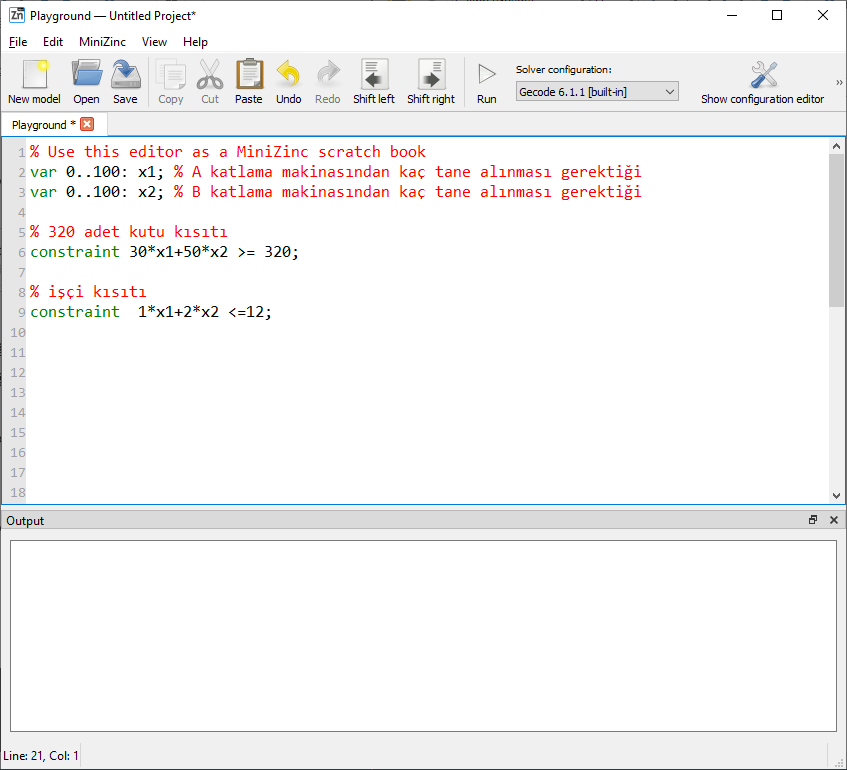 Zn Playground — Untitled Project*
File Edit MiniZinc View Help
New model Open Save Copy Cut Paste Undo Redo Shift left Shift right Run Solver configuration: Gecode 6.1.1 [built-in] Show configuration editor »
Playground *
1 % Use this editor as a MiniZinc scratch book
2 var 0..100: x1; % A katlama makinasından kaç tane alınması gerektiği
3 var 0..100: x2; % B katlama makinasından kaç tane alınması gerektiği
4
5 % 320 adet kutu kısıtı
6 constraint 30*x1+50*x2 >= 320;
7
8 % işçi kısıtı
9 constraint  1*x1+2*x2 <=12;
10
11
12
13
14
15
16
17
18
Output
Line: 21, Col: 1